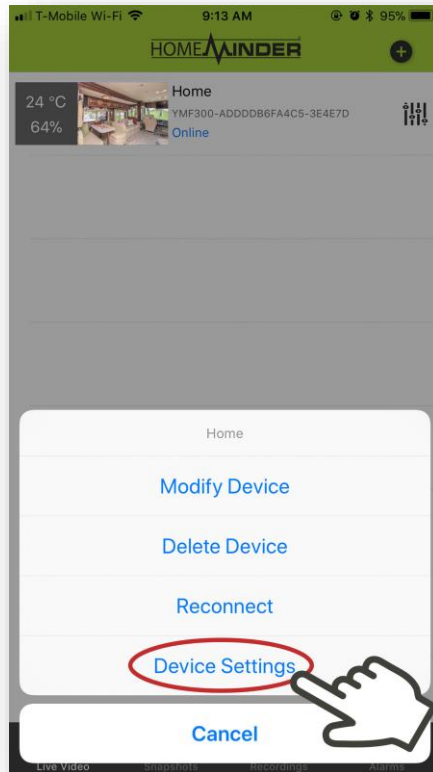 T-Mobile Wi-Fi 9:13 AM 95%
HOMEMINDER
24 °C
64%
Home
YMF300-ADDDDB6FA4C5-3E4E7D
Online
Home
Modify Device
Delete Device
Reconnect
Device Settings
Cancel
Live Video Snapshots Recordings Alarms